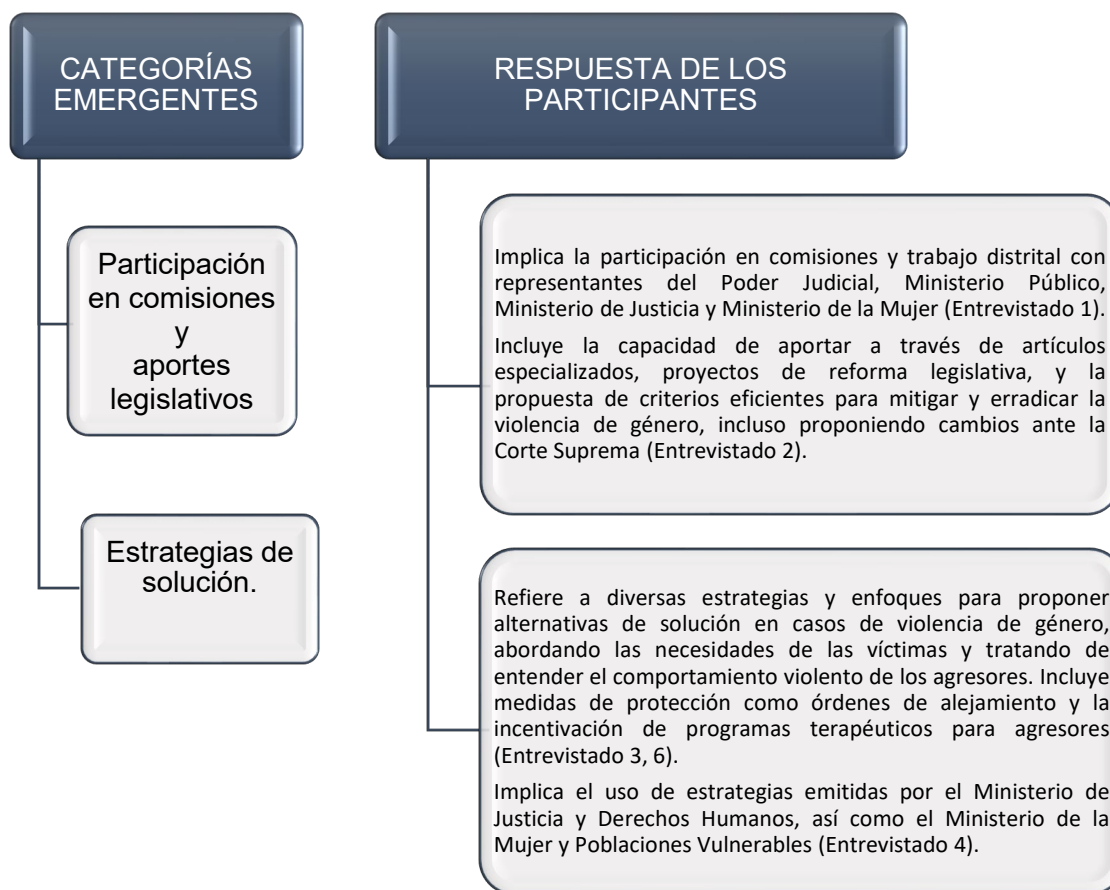 CATEGORÍAS
EMERGENTES
RESPUESTA DE LOS
PARTICIPANTES
Participación
en comisiones
y
aportes
legislativos
Implica la participación en comisiones y trabajo distrital con
representantes del Poder Judicial, Ministerio Público,
Ministerio de Justicia y Ministerio de la Mujer (Entrevistado 1).
Incluye la capacidad de aportar a través de artículos
especializados, proyectos de reforma legislativa, y la
propuesta de criterios eficientes para mitigar y erradicar la
violencia de género, incluso proponiendo cambios ante la
Corte Suprema (Entrevistado 2).
Estrategias de
solución.
Refiere a diversas estrategias y enfoques para proponer
alternativas de solución en casos de violencia de género,
abordando las necesidades de las víctimas y tratando de
entender el comportamiento violento de los agresores. Incluye
medidas de protección como órdenes de alejamiento y la
incentivación de programas terapéuticos para agresores
(Entrevistado 3, 6).
Implica el uso de estrategias emitidas por el Ministerio de
Justicia y Derechos Humanos, así como el Ministerio de la
Mujer y Poblaciones Vulnerables (Entrevistado 4).